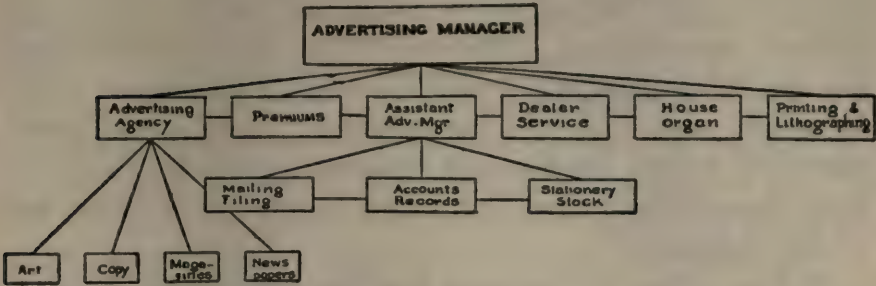 ADVERTISING MANAGER
Advertising
Agency
Premiums
Assistant
Adv. Mgr
Dealer
Service
House
organ
Printing &
Lithographing
Mailing
Filing
Accounts
Records
Stationery
Stock
Art
Copy
Maga-
zines
News
papers